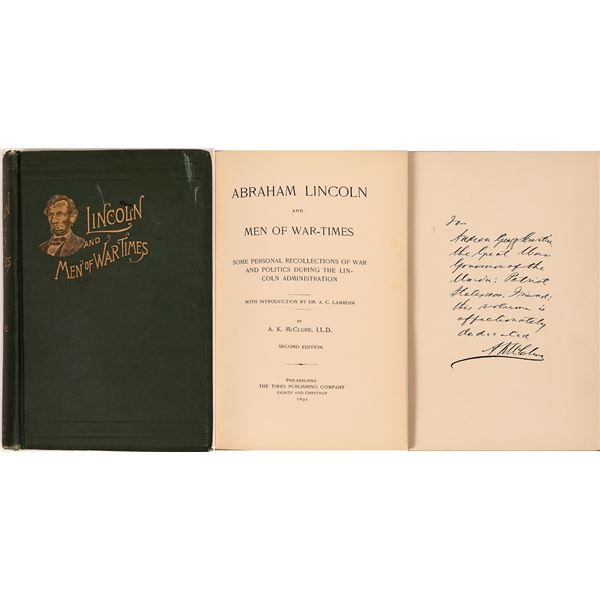 LINCOLN
AND
MEN OF WAR-TIMES
ABRAHAM LINCOLN
AND
MEN OF WAR-TIMES
SOME PERSONAL RECOLLECTIONS OF WAR
AND POLITICS DURING THE LIN-
COLN ADMINISTRATION
WITH INTRODUCTION BY DR. A. C. LAMBDIN
BY
A. K. McCLURE, LL.D.
SECOND EDITION.
PHILADELPHIA
THE TIMES PUBLISHING COMPANY
EIGHTH AND CHESTNUT
1892
To
Andrew Gregg Curtin
the Great War
Governor of the
Union; Patriot
Statesman, Friend;
this volume is
affectionately
dedicated
A K McClure